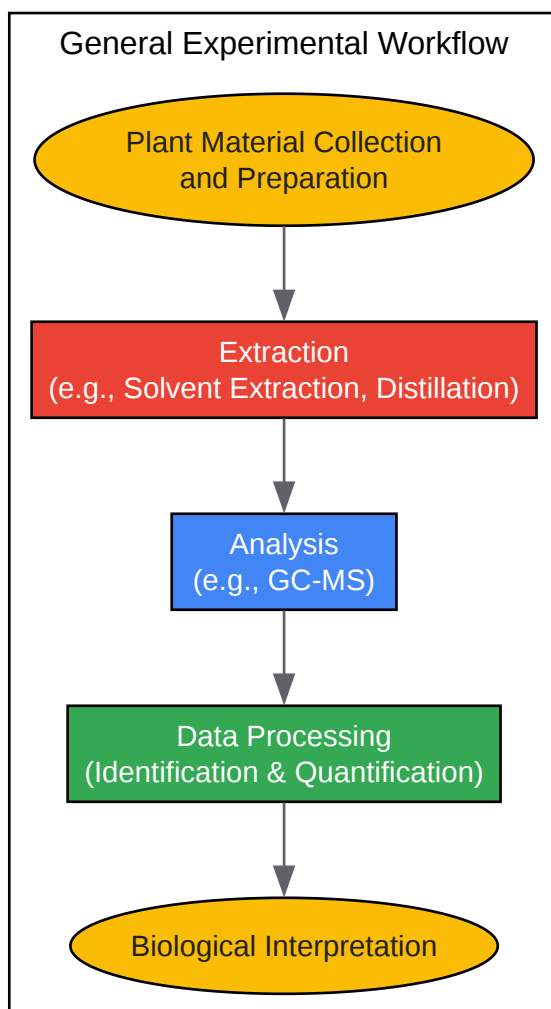 General Experimental Workflow
Plant Material Collection
and Preparation
Extraction
(e.g., Solvent Extraction, Distillation)
Analysis
(e.g., GC-MS)
Data Processing
(Identification & Quantification)
Biological Interpretation